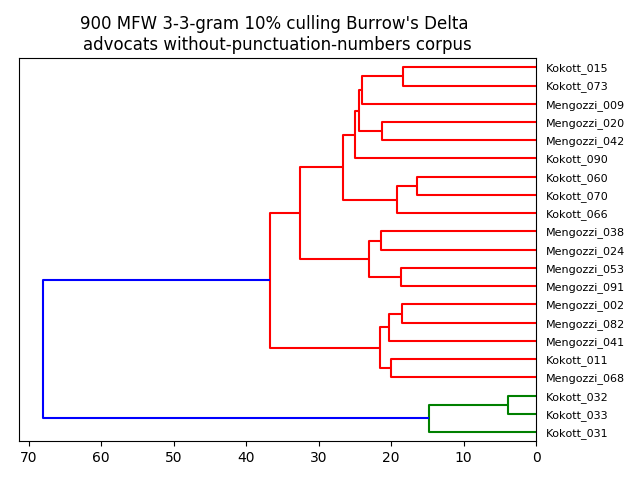 900 MFW 3-3-gram 10% culling Burrow's Delta
advocats without-punctuation-numbers corpus
Kokott_015
Kokott_073
Mengozzi_009
Mengozzi_020
Mengozzi_042
Kokott_090
Kokott_060
Kokott_070
Kokott_066
Mengozzi_038
Mengozzi_024
Mengozzi_053
Mengozzi_091
Mengozzi_002
Mengozzi_082
Mengozzi_041
Kokott_011
Mengozzi_068
Kokott_032
Kokott_033
Kokott_031
70 60 50 40 30 20 10 0